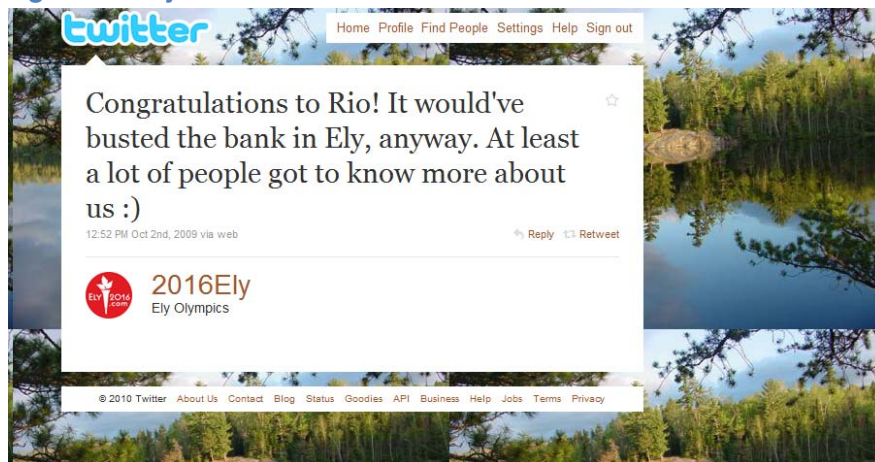 twitter
Home Profile Find People Settings Help Sign out
Congratulations to Rio! It would've
busted the bank in Ely, anyway. At least
a lot of people got to know more about
us :)
12:52 PM Oct 2nd, 2009 via web
Reply Retweet
ELY 2016
.com
2016Ely
Ely Olympics
© 2010 Twitter About Us Contact Blog Status Goodies API Business Help Jobs Terms Privacy